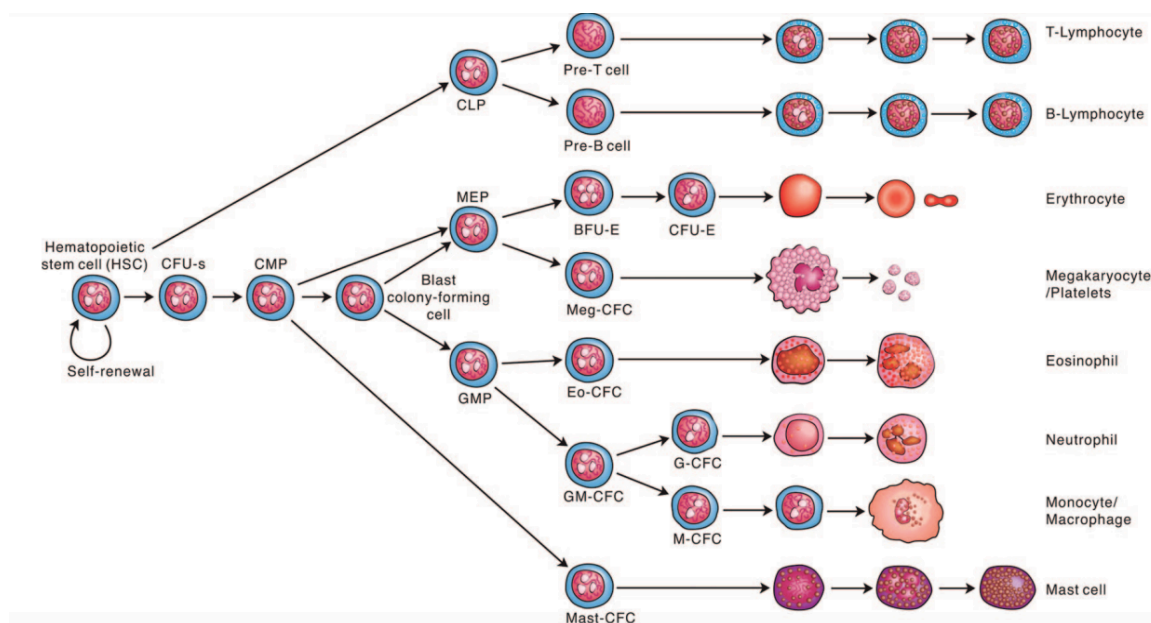 T-Lymphocyte
Pre-T cell
CLP
B-Lymphocyte
Pre-B cell
MEP
Erythrocyte
BFU-E
CFU-E
Hematopoietic
stem cell (HSC)
CFU-s
CMP
Blast
colony-forming
cell
Megakaryocyte
/Platelets
Meg-CFC
Self-renewal
Eosinophil
GMP
Eo-CFC
Neutrophil
G-CFC
GM-CFC
Monocyte/
Macrophage
M-CFC
Mast cell
Mast-CFC